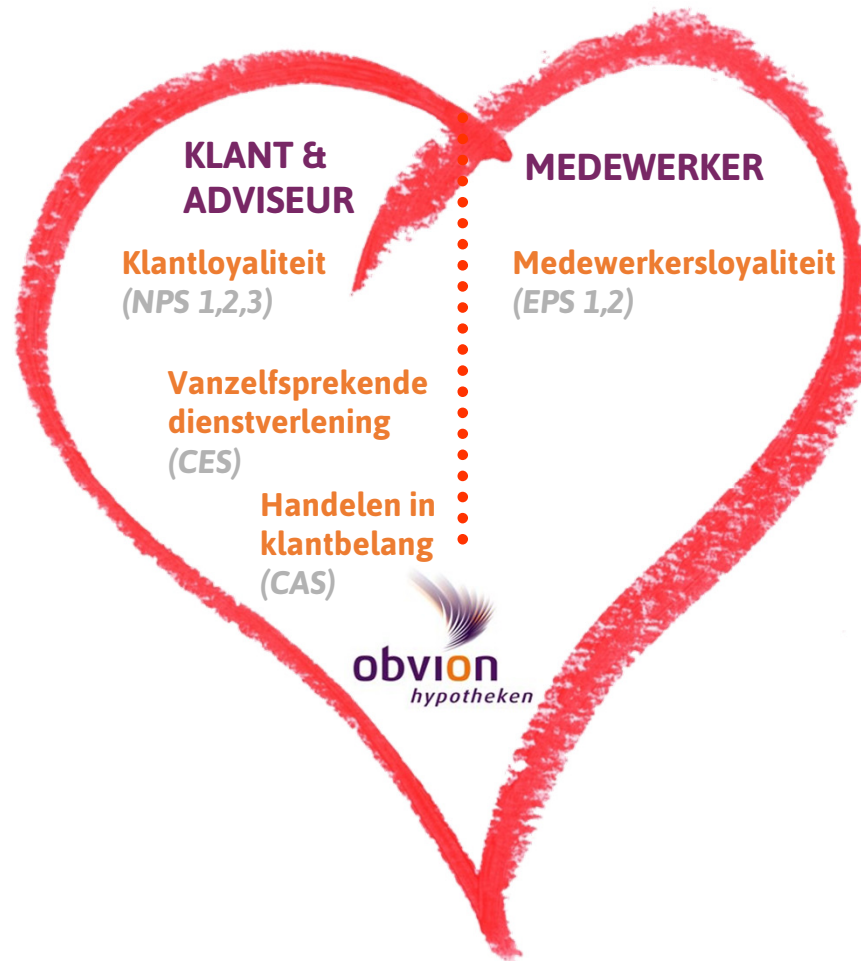 KLANT &
ADVISEUR
Klantloyaliteit
(NPS 1,2,3)
Vanzelfsprekende
dienstverlening
(CES)
Handelen in
klantbelang
(CAS)
MEDEWERKER
Medewerkersloyaliteit
(EPS 1,2)
obvion
hypotheken